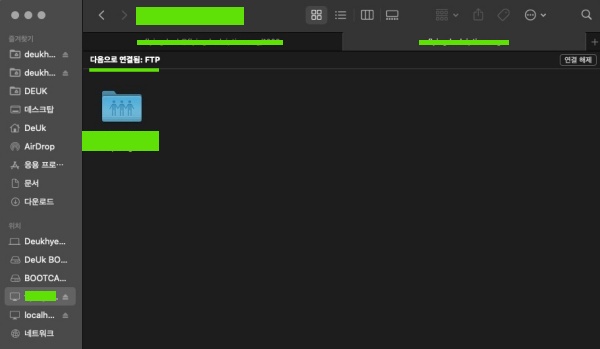 다음으로 연결됨: FTP
연결 해제
즐겨찾기
deukh...
deukh...
DEUK
데스크탑
DeUk
AirDrop
응용 프로...
문서
다운로드
위치
Deukhye...
DeUk BO...
BOOTCA...
localh...
네트워크